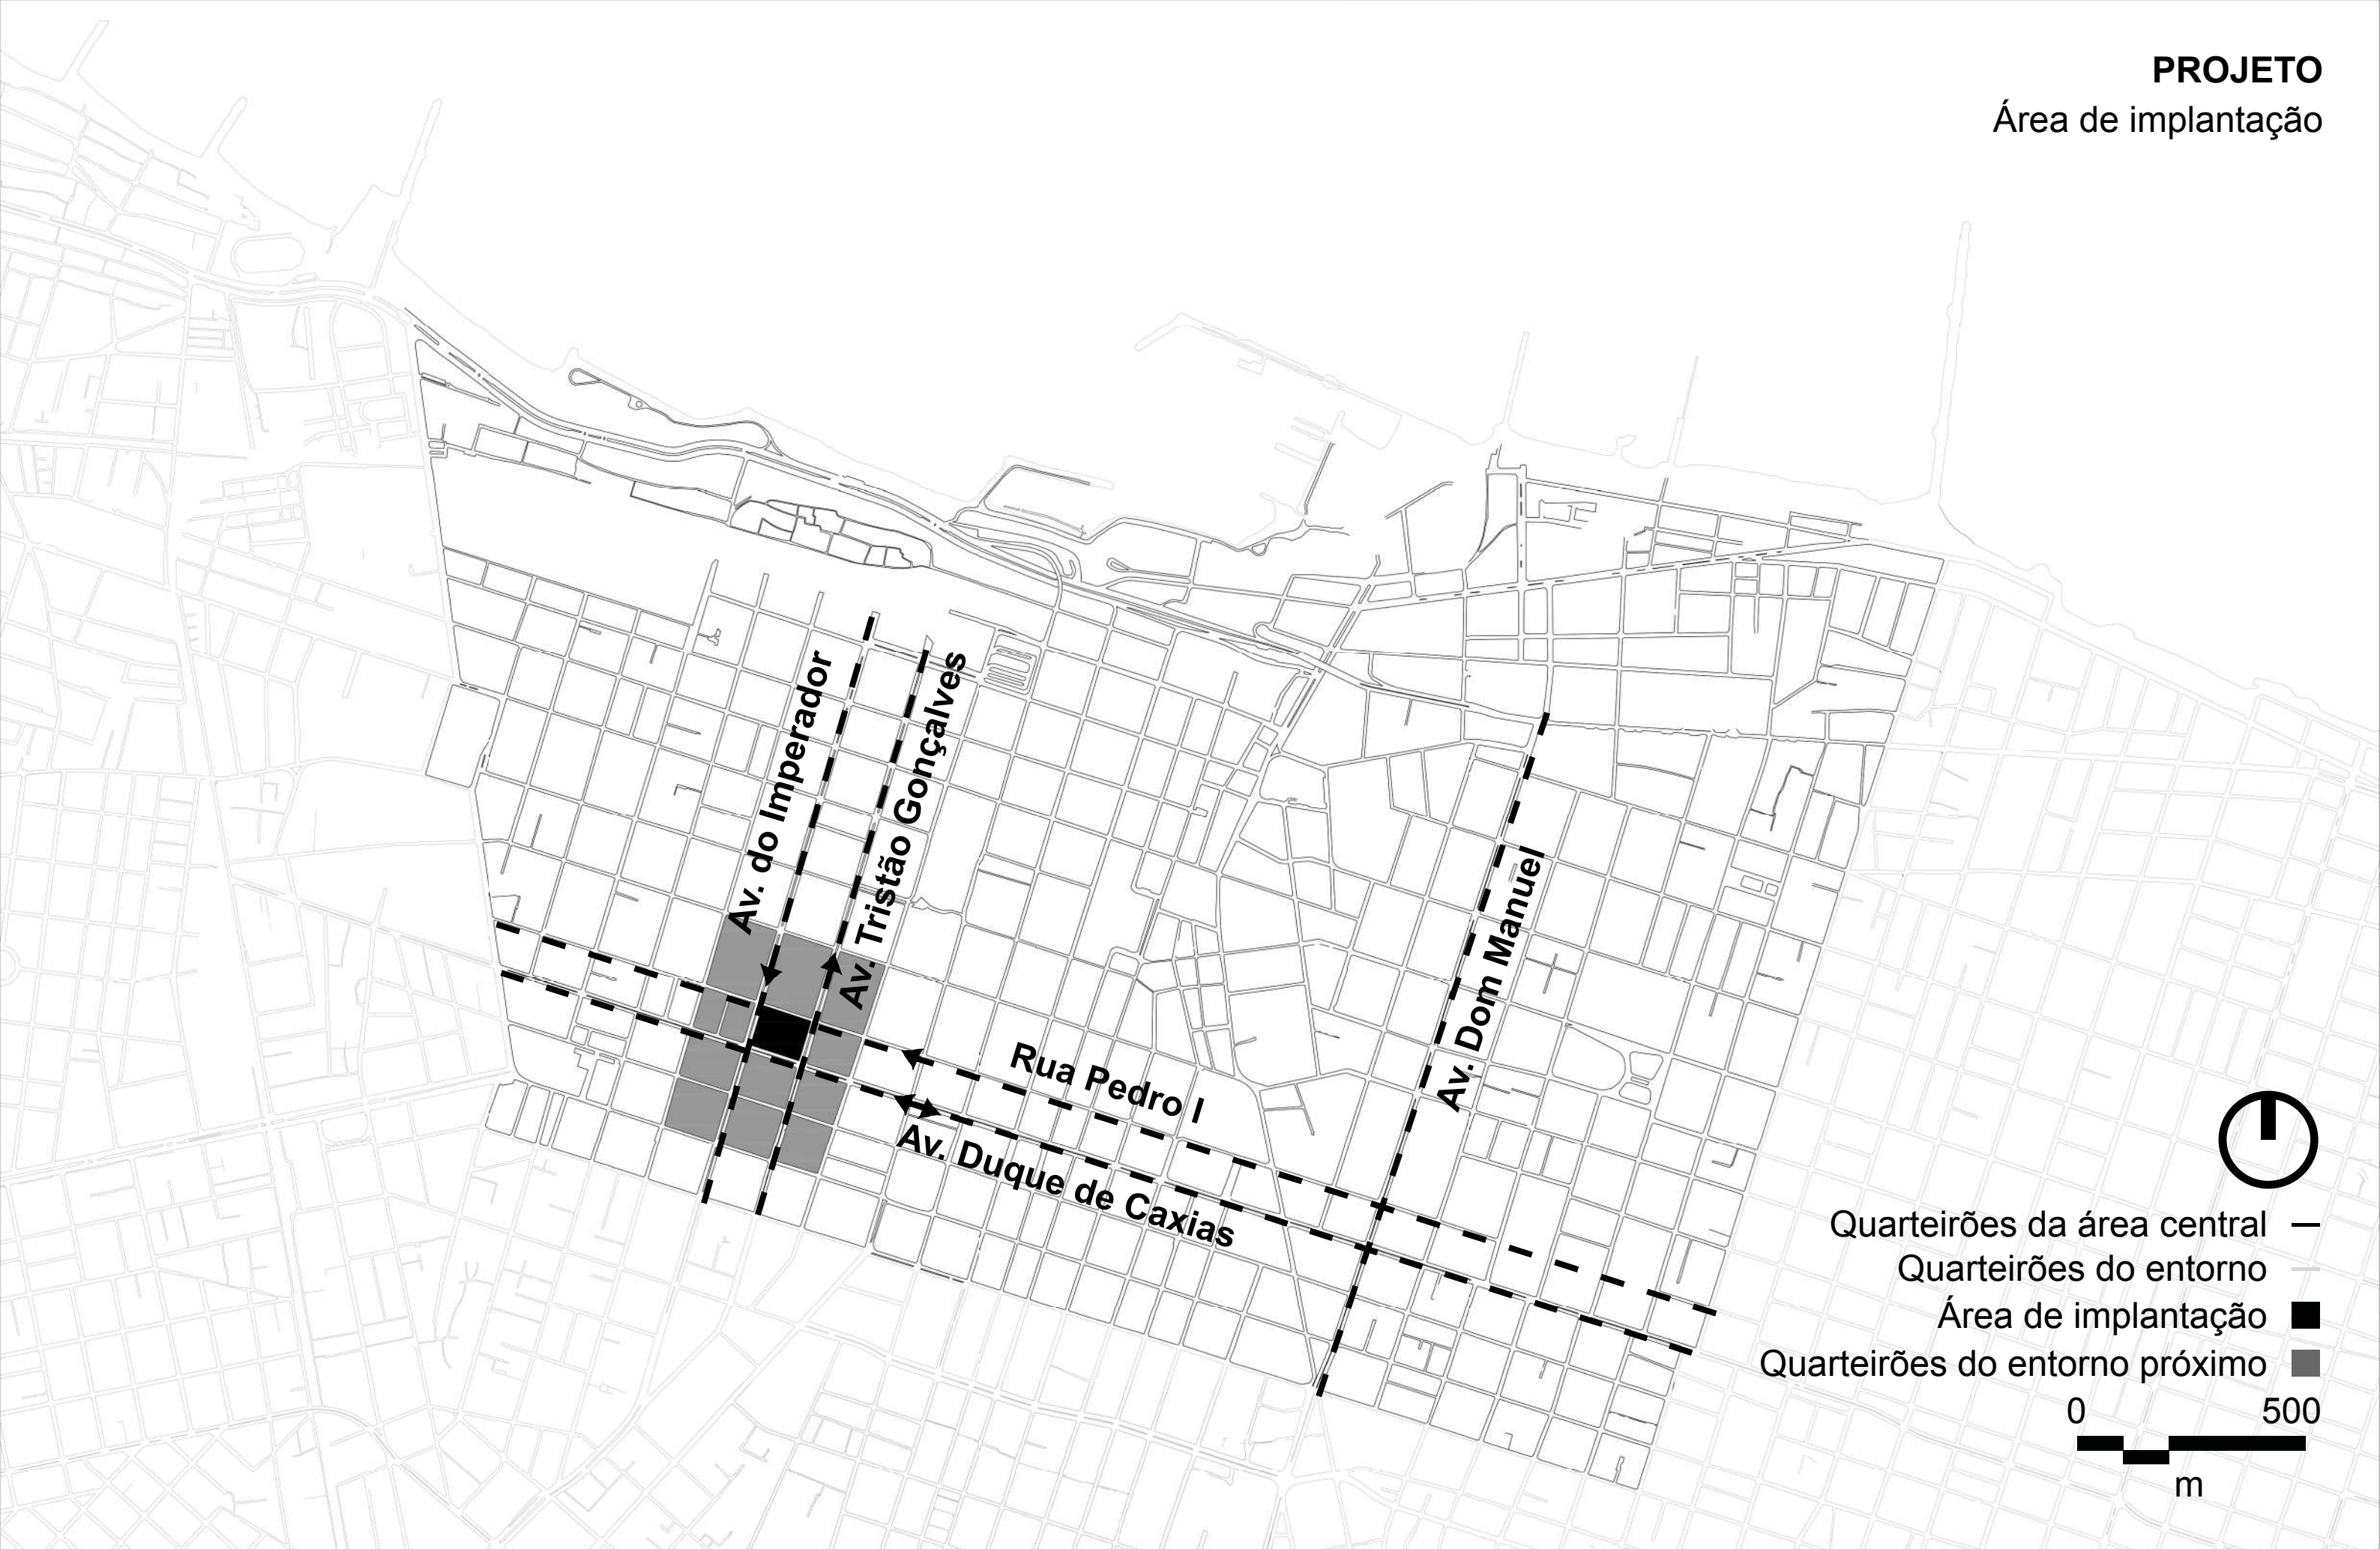 PROJETO
Área de implantação
Av. do Imperador
Av. Tristão Gonçalves
Av. Dom Manuel
Rua Pedro I
Av. Duque de Caxias
Quarteirões da área central
Quarteirões do entorno
Área de implantação
Quarteirões do entorno próximo
0 500
m